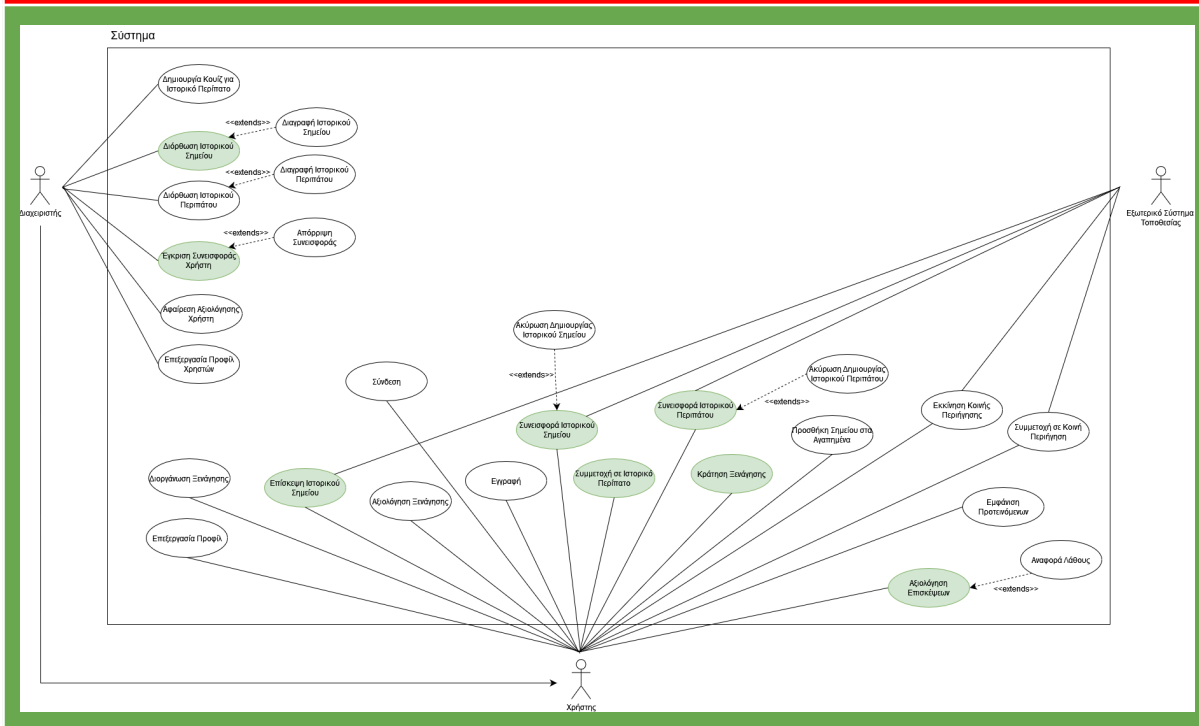 Σύστημα
Δημιουργία Κουίζ για
Ιστορικό Περίπατο
<<extends>>
Διαγραφή Ιστορικού
Σημείου
Διόρθωση Ιστορικού
Σημείου
<<extends>>
Διαγραφή Ιστορικού
Περιπάτου
Διόρθωση Ιστορικού
Περιπάτου
Διαχειριστής
Εξωτερικό Σύστημα
Τοποθεσίας
<<extends>>
Απόρριψη
Συνεισφοράς
Έγκριση Συνεισφοράς
Χρήστη
Αφαίρεση Αξιολόγησης
Χρήστη
Ακύρωση Δημιουργίας
Ιστορικού Σημείου
Επεξεργασία Προφίλ
Χρηστών
<<extends>>
Σύνδεση
Ακύρωση Δημιουργίας
Ιστορικού Περιπάτου
<<extends>>
Συνεισφορά Ιστορικού
Περιπάτου
Εκκίνηση Κοινής
Περιήγησης
Συνεισφορά Ιστορικού
Σημείου
Προσθήκη Σημείου στα
Αγαπημένα
Συμμετοχή σε Κοινή
Περιήγηση
Διοργάνωση Ξενάγησης
Επίσκεψη Ιστορικού
Σημείου
Αξιολόγηση Ξενάγησης
Εγγραφή
Συμμετοχή σε Ιστορικό
Περίπατο
Κράτηση Ξενάγησης
Εμφάνιση
Προτεινόμενων
Επεξεργασία Προφίλ
Αναφορά Λάθους
Αξιολόγηση
Επισκέψεων
<<extends>>
Χρήστης